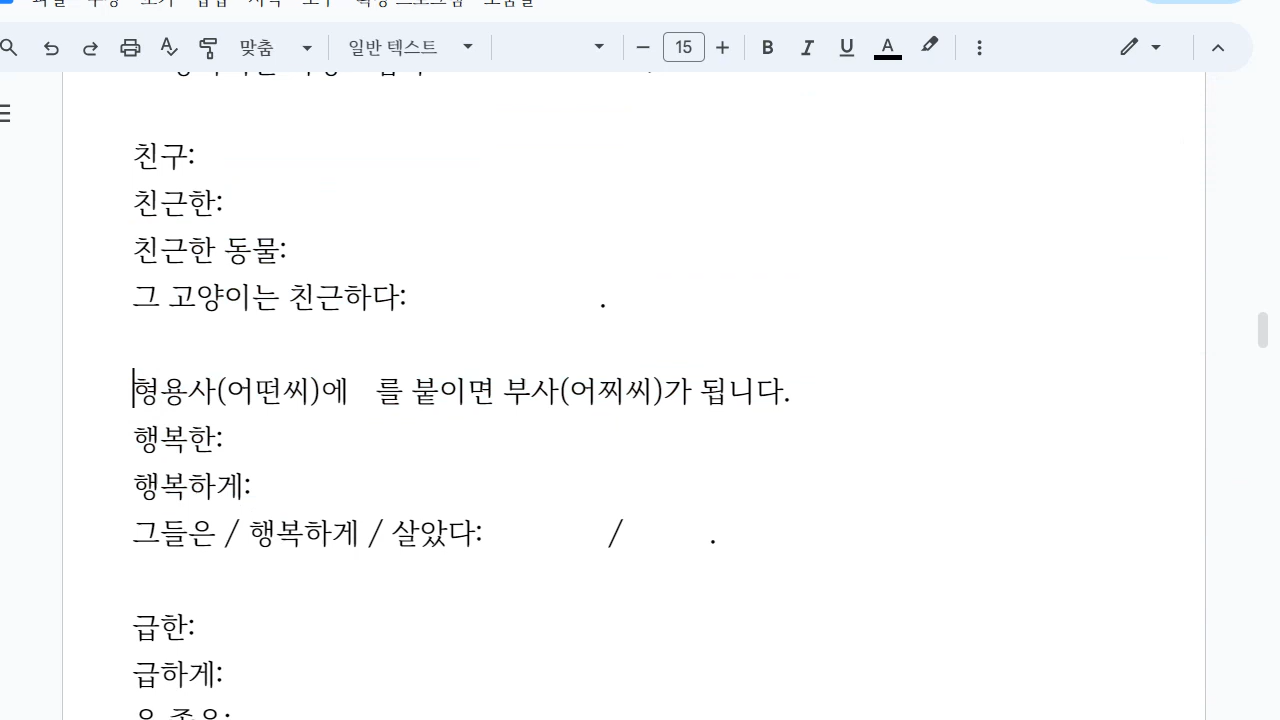 맞춤 일반 텍스트 15 B I U A
친구:
친근한:
친근한 동물:
그 고양이는 친근하다: .
형용사(어떤씨)에 를 붙이면 부사(어찌씨)가 됩니다.
행복한:
행복하게:
그들은 / 행복하게 / 살았다: / .
급한:
급하게: